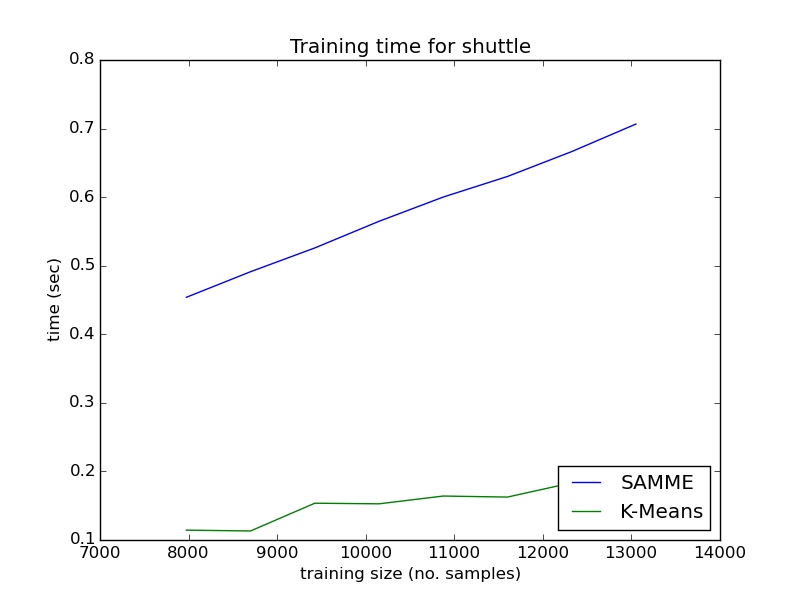 Training time for shuttle
0.8
0.7
0.6
0.5
0.4
0.3
0.2
0.1
time (sec)
SAMME
K-Means
7000 8000 9000 10000 11000 12000 13000 14000
training size (no. samples)